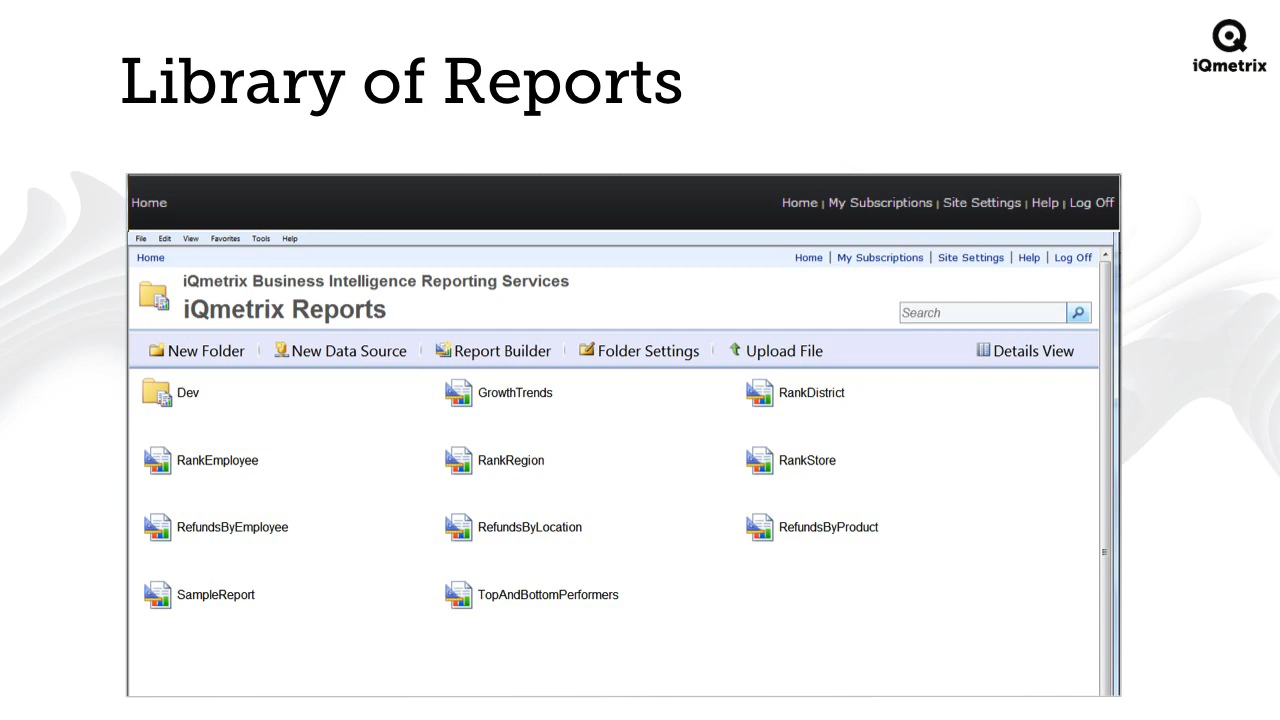 Library of Reports
iQmetrix
Home
Home | My Subscriptions | Site Settings | Help | Log Off
File Edit View Favorites Tools Help
Home
Home | My Subscriptions | Site Settings | Help | Log Off
iQmetrix Business Intelligence Reporting Services
iQmetrix Reports
Search
New Folder | New Data Source | Report Builder | Folder Settings | Upload File Details View
Dev GrowthTrends RankDistrict
RankEmployee RankRegion RankStore
RefundsByEmployee RefundsByLocation RefundsByProduct
SampleReport TopAndBottomPerformers